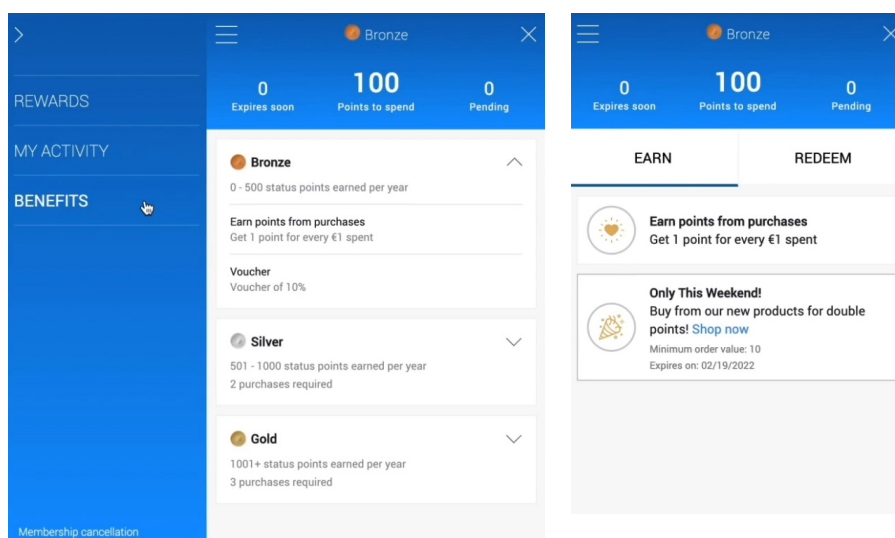 REWARDS
MY ACTIVITY
BENEFITS
Membership cancellation
Bronze
0
Expires soon
100
Points to spend
0
Pending
Bronze
0 - 500 status points earned per year
Earn points from purchases
Get 1 point for every €1 spent
Voucher
Voucher of 10%
Silver
501 - 1000 status points earned per year
2 purchases required
Gold
1001+ status points earned per year
3 purchases required
Bronze
0
Expires soon
100
Points to spend
0
Pending
EARN
REDEEM
Earn points from purchases
Get 1 point for every €1 spent
Only This Weekend!
Buy from our new products for double
points! Shop now
Minimum order value: 10
Expires on: 02/19/2022